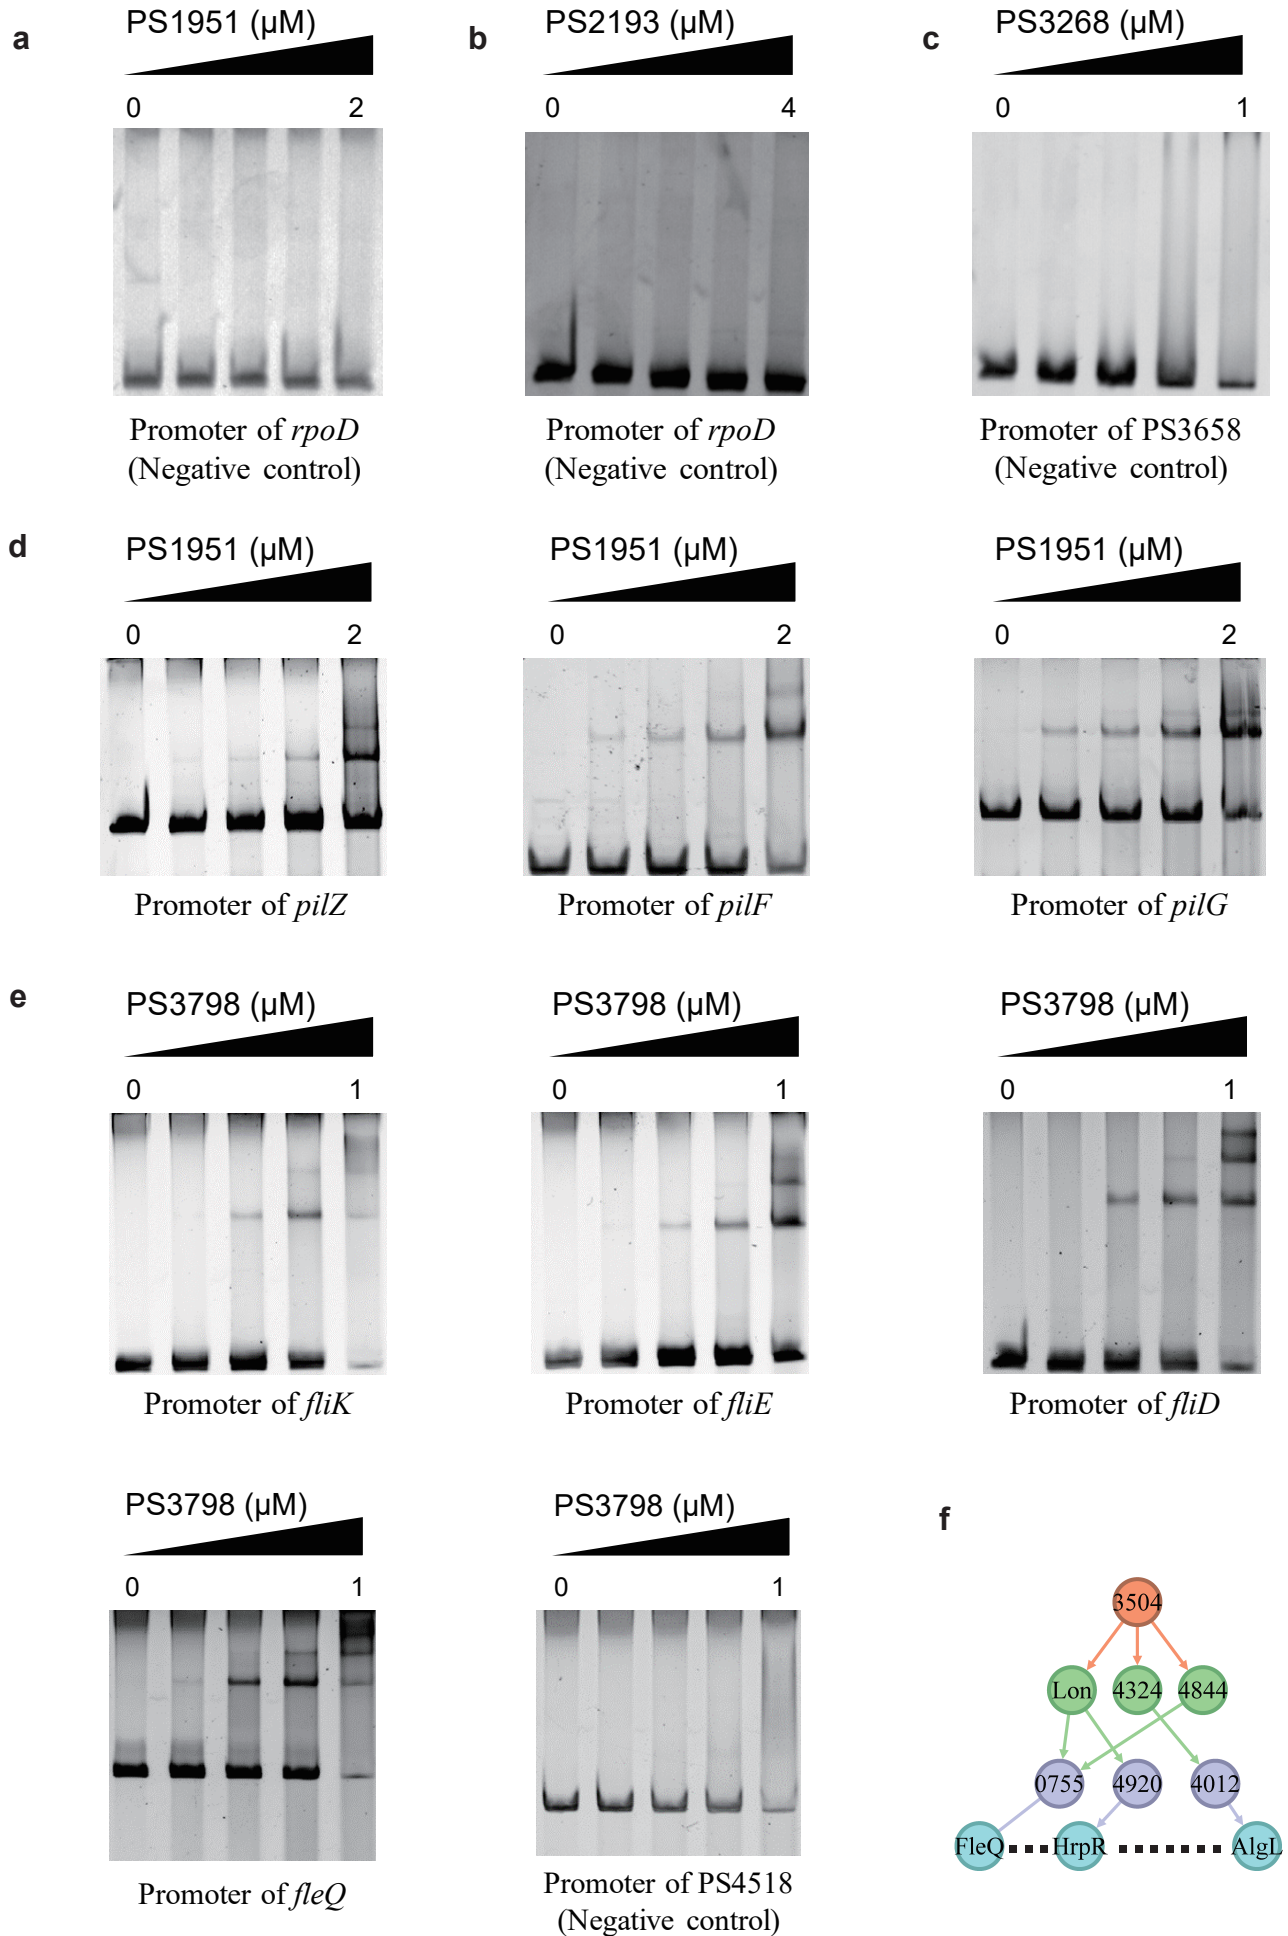 a
PS1951 (µM)
0 2
Promoter of rpoD
(Negative control)
b
PS2193 (µM)
0 4
Promoter of rpoD
(Negative control)
c
PS3268 (µM)
0 1
Promoter of PS3658
(Negative control)
d
PS1951 (µM)
0 2
Promoter of pilZ
PS1951 (µM)
0 2
Promoter of pilF
PS1951 (µM)
0 2
Promoter of pilG
e
PS3798 (µM)
0 1
Promoter of fliK
PS3798 (µM)
0 1
Promoter of fliE
PS3798 (µM)
0 1
Promoter of fliD
PS3798 (µM)
0 1
Promoter of fleQ
PS3798 (µM)
0 1
Promoter of PS4518
(Negative control)
f
3504
Lon 4324 4844
0755 4920 4012
FleQ HrpR AlgL